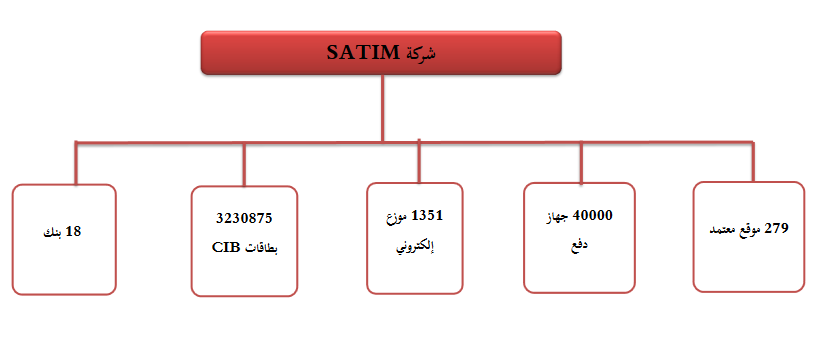 شركة SATIM
279 موقع معتمد
40000 جهاز
دفع
1351 موزع
إلكتروني
3230875
بطاقات CIB
18 بنك